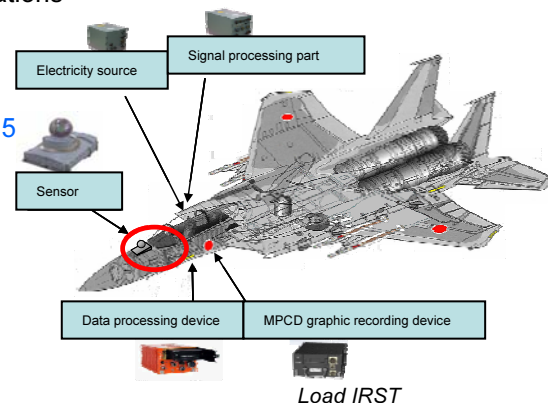 Signal processing part
Electricity source
5
Sensor
Data processing device
MPCD graphic recording device
Load IRST